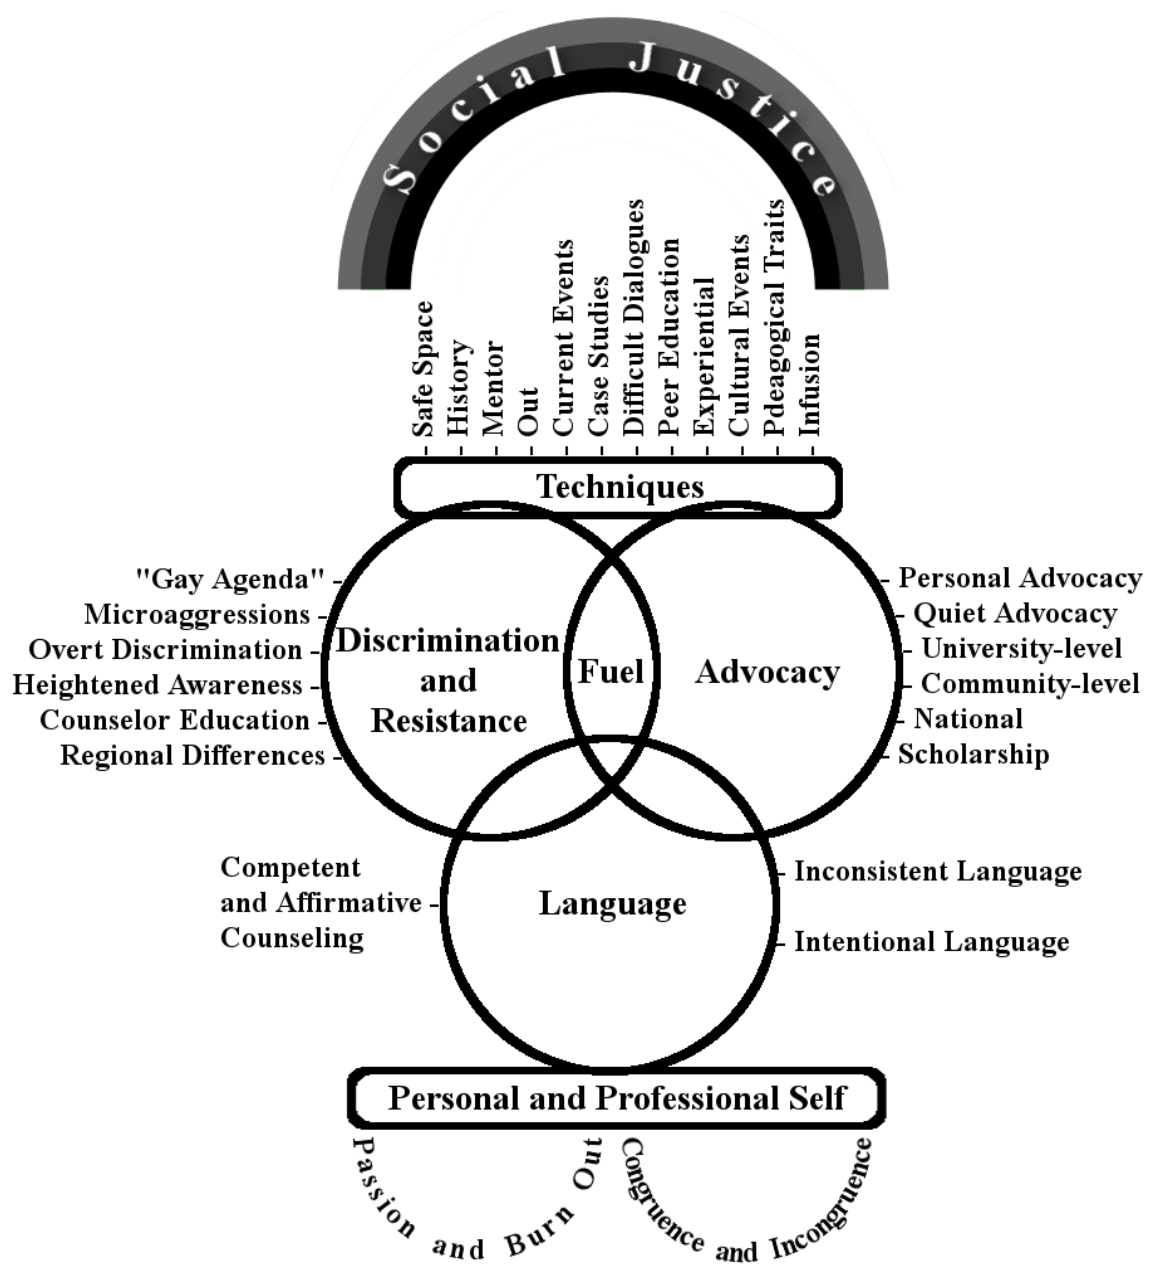 Social Justice
Safe Space
History
Mentor
Out
Current Events
Case Studies
Difficult Dialogues
Peer Education
Experiential
Cultural Events
Pdeagogical Traits
Infusion
Techniques
"Gay Agenda"
Microaggressions
Overt Discrimination
Heightened Awareness
Counselor Education
Regional Differences
Discrimination
and
Resistance
Fuel
Advocacy
Personal Advocacy
Quiet Advocacy
University-level
Community-level
National
Scholarship
Competent
and Affirmative
Counseling
Language
Inconsistent Language
Intentional Language
Personal and Professional Self
Passion and Burn Out
Congruence and Incongruence